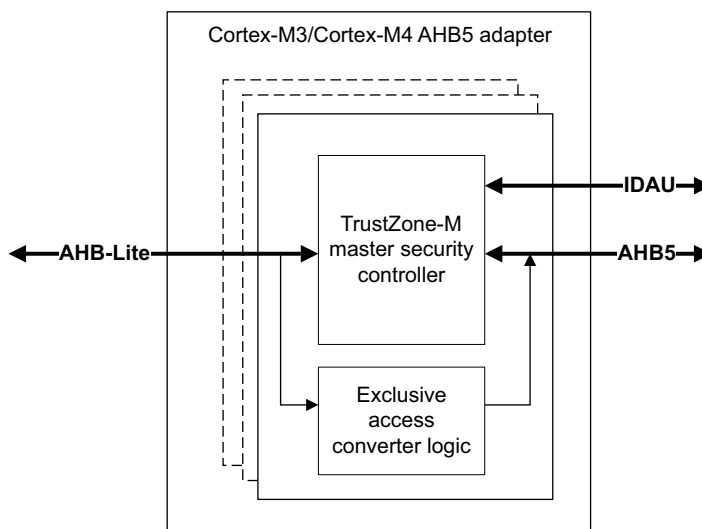 Cortex-M3/Cortex-M4 AHB5 adapter
IDAU
TrustZone-M
master security
controller
AHB-Lite
AHB5
Exclusive
access
converter logic